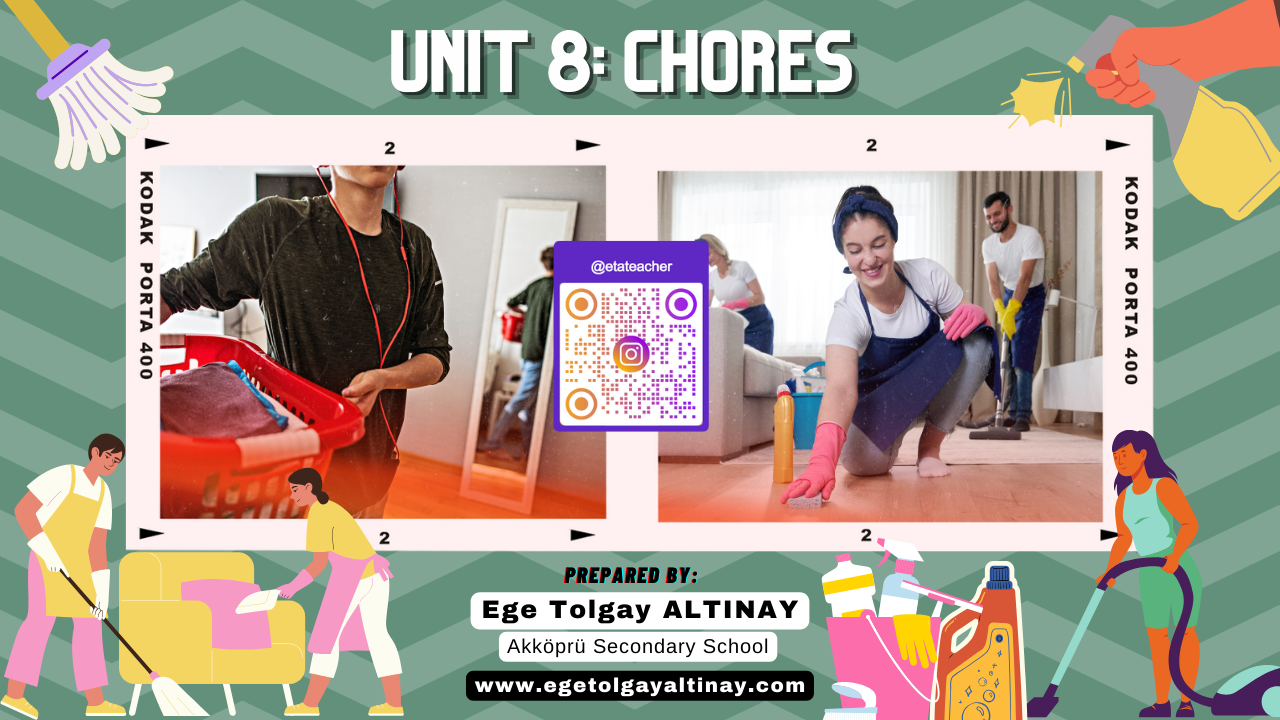 UNIT 8: CHORES
2
2
KODAK PORTA 400
KODAK PORTA 400
@etateacher
2
2
PREPARED BY:
Ege Tolgay ALTINAY
Akköprü Secondary School
www.egetolgayaltinay.com